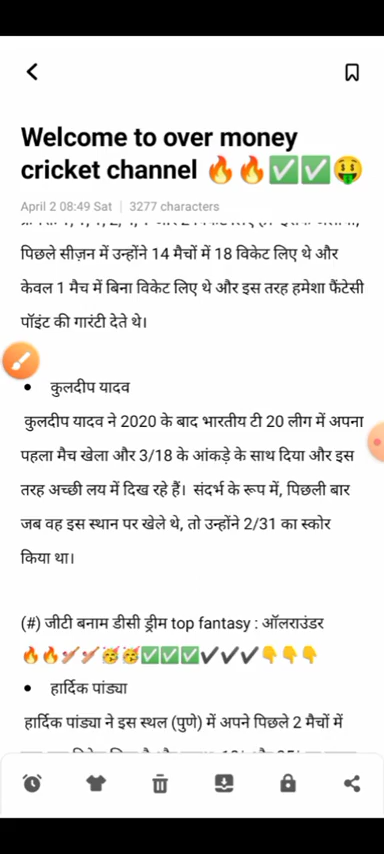 Welcome to over money
cricket channel 🔥🔥✅✅🤑
April 2 08:49 Sat | 3277 characters
पिछले सीज़न में उन्होंने 14 मैचों में 18 विकेट लिए थे और
केवल 1 मैच में बिना विकेट लिए थे और इस तरह हमेशा फैंटेसी
पॉइंट की गारंटी देते थे।
• कुलदीप यादव
कुलदीप यादव ने 2020 के बाद भारतीय टी 20 लीग में अपना
पहला मैच खेला और 3/18 के आंकड़े के साथ दिया और इस
तरह अच्छी लय में दिख रहे हैं। संदर्भ के रूप में, पिछली बार
जब वह इस स्थान पर खेले थे, तो उन्होंने 2/31 का स्कोर
किया था।
(#) जीटी बनाम डीसी ड्रीम top fantasy : ऑलराउंडर
🔥🔥🏏🏏🥳🥳✅✅✅✔✔✔👇👇👇
• हार्दिक पांड्या
हार्दिक पांड्या ने इस स्थल (पुणे) में अपने पिछले 2 मैचों में